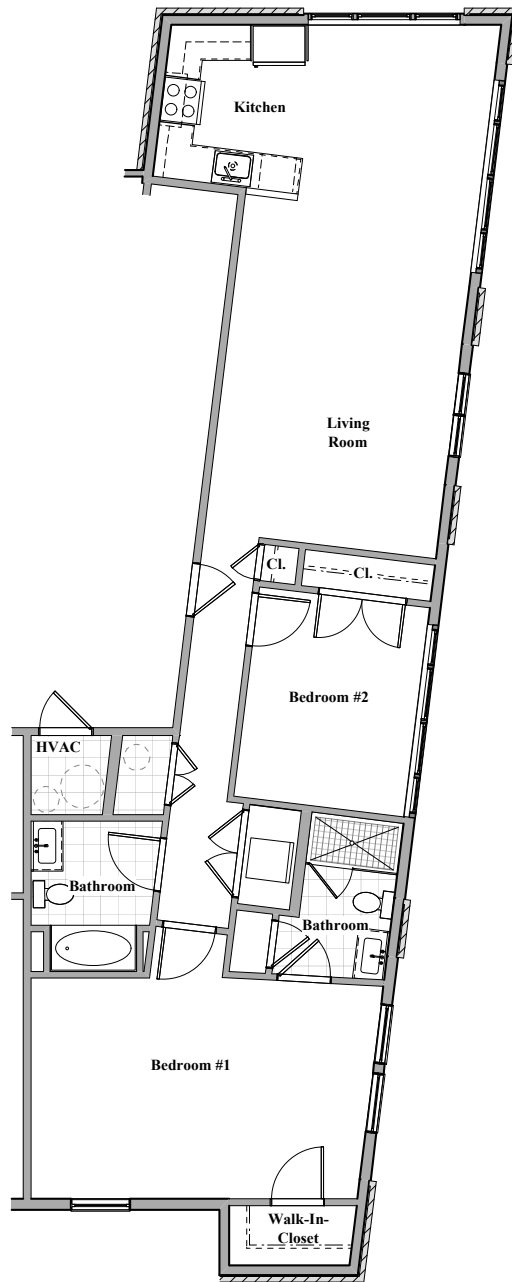 Kitchen
Living
Room
Cl.
Cl.
Bedroom #2
HVAC
Bathroom
Bathroom
Bedroom #1
Walk-In-
Closet